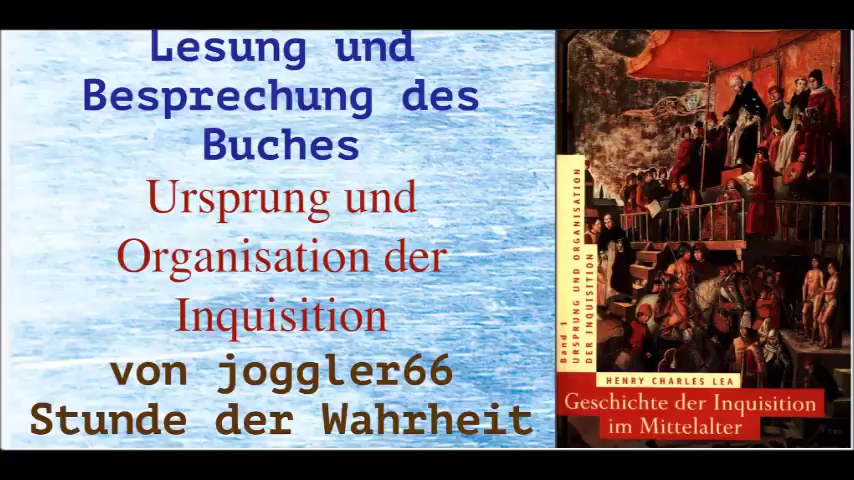 Lesung und
Besprechung des
Buches
Ursprung und
Organisation der
Inquisition
von joggler66
Stunde der Wahrheit
Band 1
URSPRUNG UND ORGANISATION
DER INQUISITION
HENRY CHARLES LEA
Geschichte der Inquisition
im Mittelalter